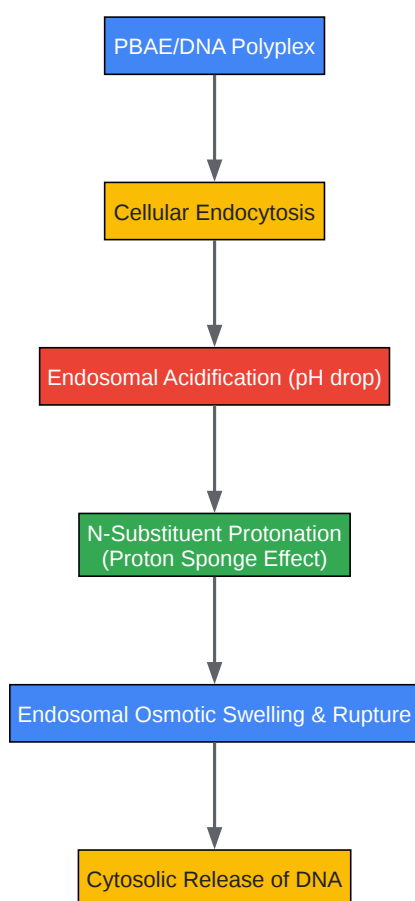 PBAE/DNA Polyplex
Cellular Endocytosis
Endosomal Acidification (pH drop)
N-Substituent Protonation
(Proton Sponge Effect)
Endosomal Osmotic Swelling & Rupture
Cytosolic Release of DNA